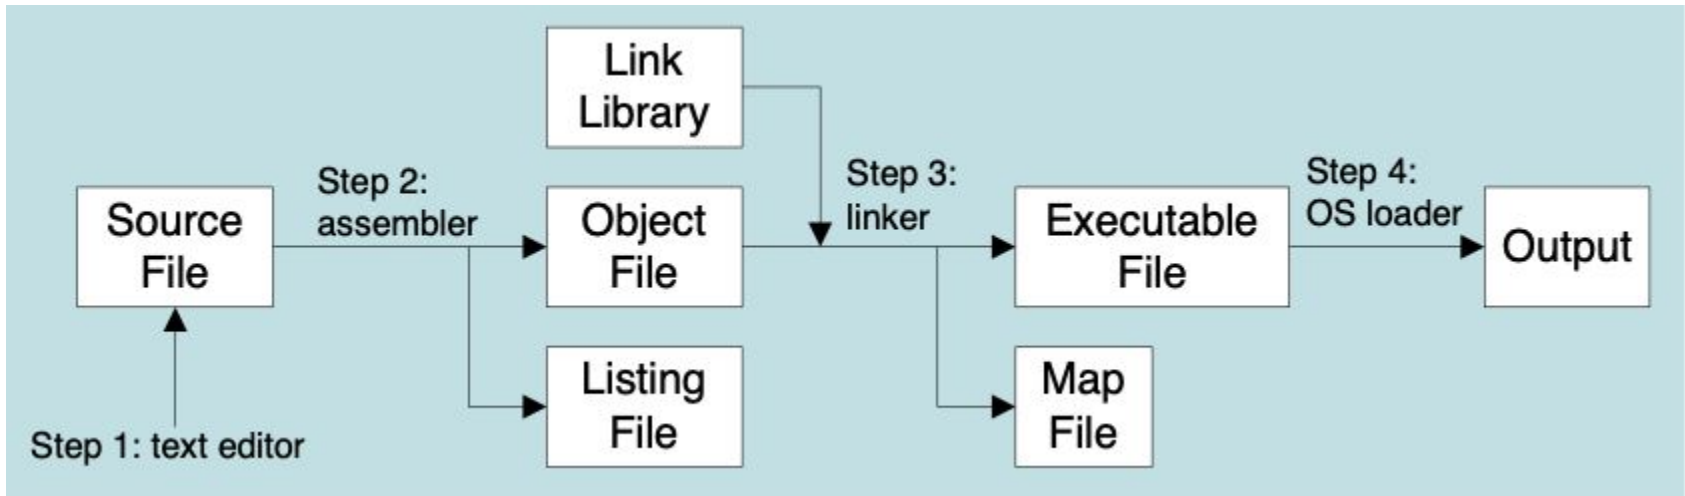 Link
Library
Step 2:
assembler
Step 3:
linker
Step 4:
OS loader
Source
File
Object
File
Executable
File
Output
Listing
File
Map
File
Step 1: text editor